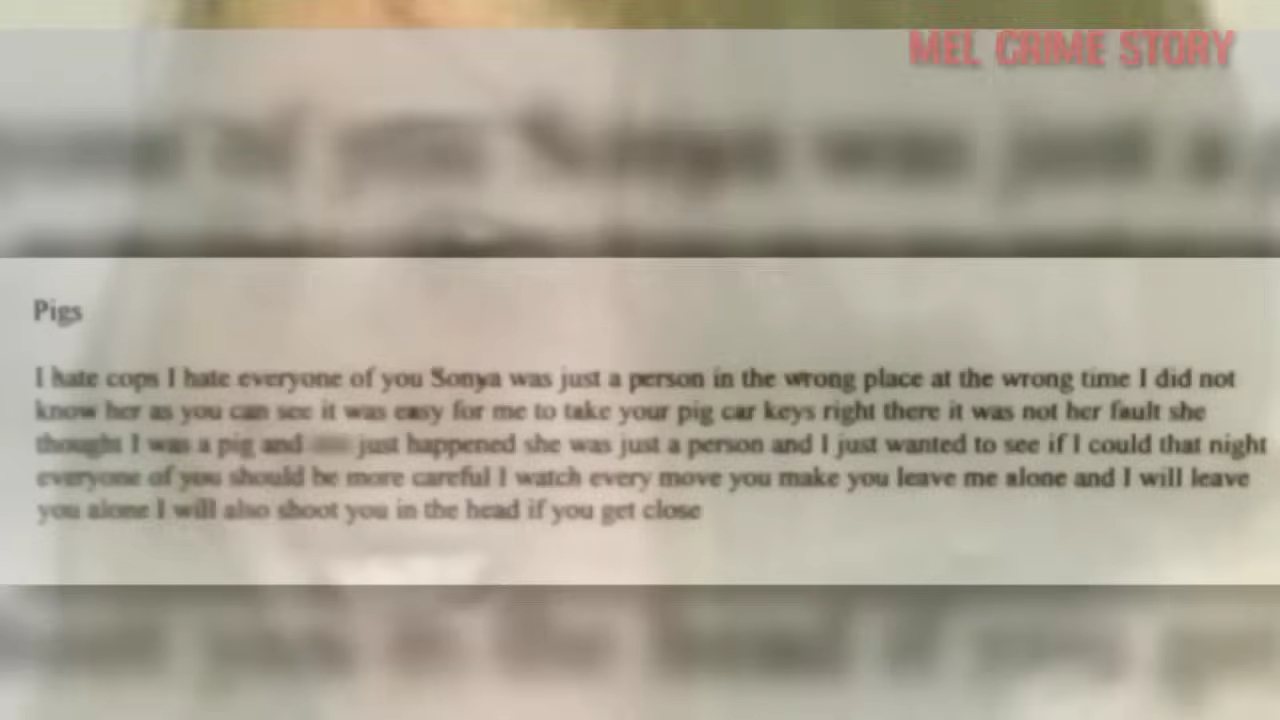 MEL CRIME STORY
Pigs
I hate cops I hate everyone of you Sonya was just a person in the wrong place at the wrong time I did not
know her as you can see it was easy for me to take your pig car keys right there it was not her fault she
thought I was a pig and just happened she was just a person and I just wanted to see if I could that night
everyone of you should be more careful I watch every move you make you leave me alone and I will leave
you alone I will also shoot you in the head if you get close